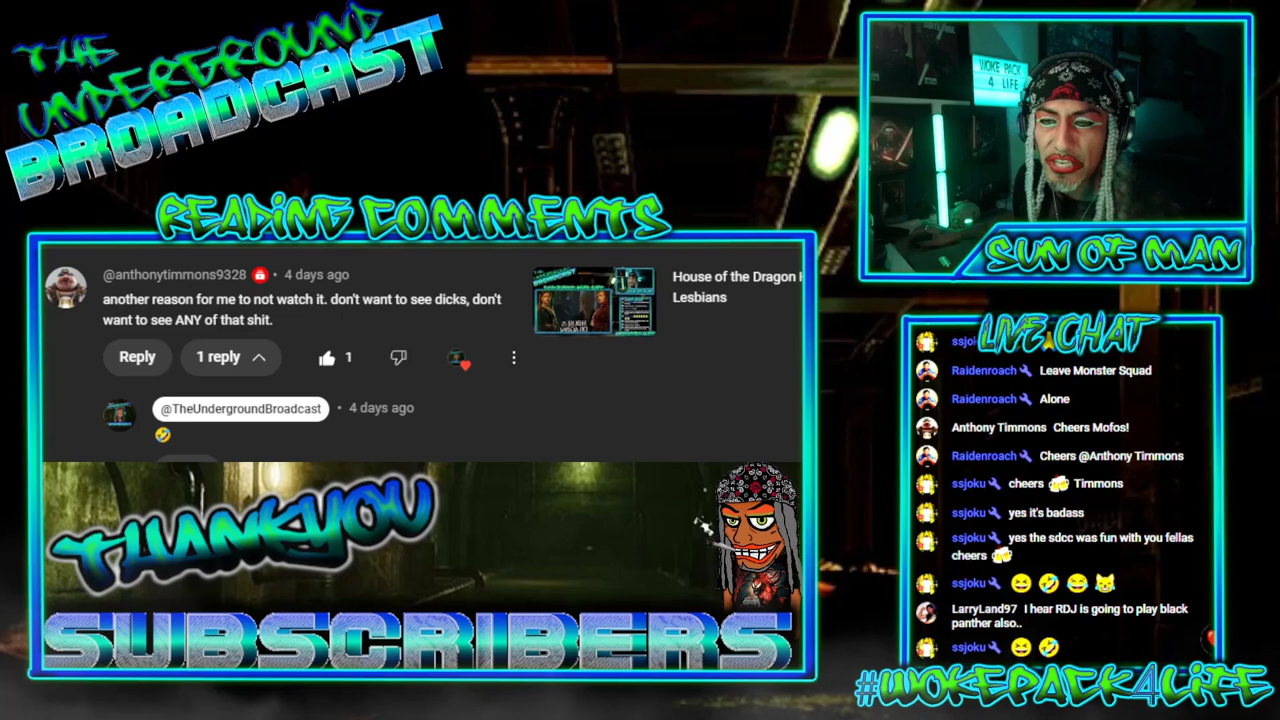 THE
UNDERGROUND
BROADCAST
WOKE PACK
4 LIFE
SUN OF MAN
READING COMMENTS
@anthonytimmons9328 • 4 days ago
another reason for me to not watch it. don't want to see dicks, don't
want to see ANY of that shit.
Reply 1 reply 1
@TheUndergroundBroadcast • 4 days ago
🤣
House of the Dragon
Lesbians
THANKYOU
SUBSCRIBERS
LIVE CHAT
Raidenroach Leave Monster Squad
Raidenroach Alone
Anthony Timmons Cheers Mofos!
Raidenroach Cheers @Anthony Timmons
ssjoku cheers 🍻 Timmons
ssjoku yes it's badass
ssjoku yes the sdcc was fun with you fellas
cheers 🍻
ssjoku 😆 🤣 😂 😹
LarryLand97 I hear RDJ is going to play black
panther also..
ssjoku 😆 🤣
#WOKEPACK4LIFE